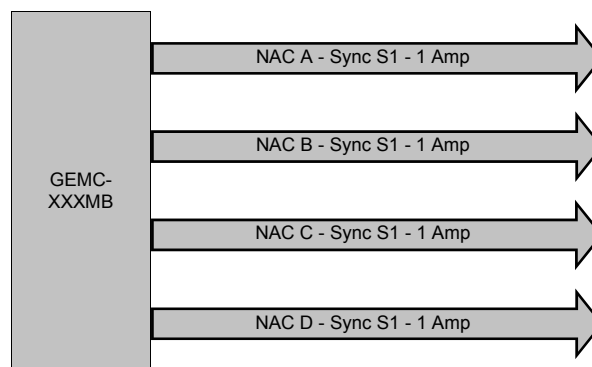 NAC A - Sync S1 - 1 Amp
NAC B - Sync S1 - 1 Amp
GEMC-
XXXMB
NAC C - Sync S1 - 1 Amp
NAC D - Sync S1 - 1 Amp